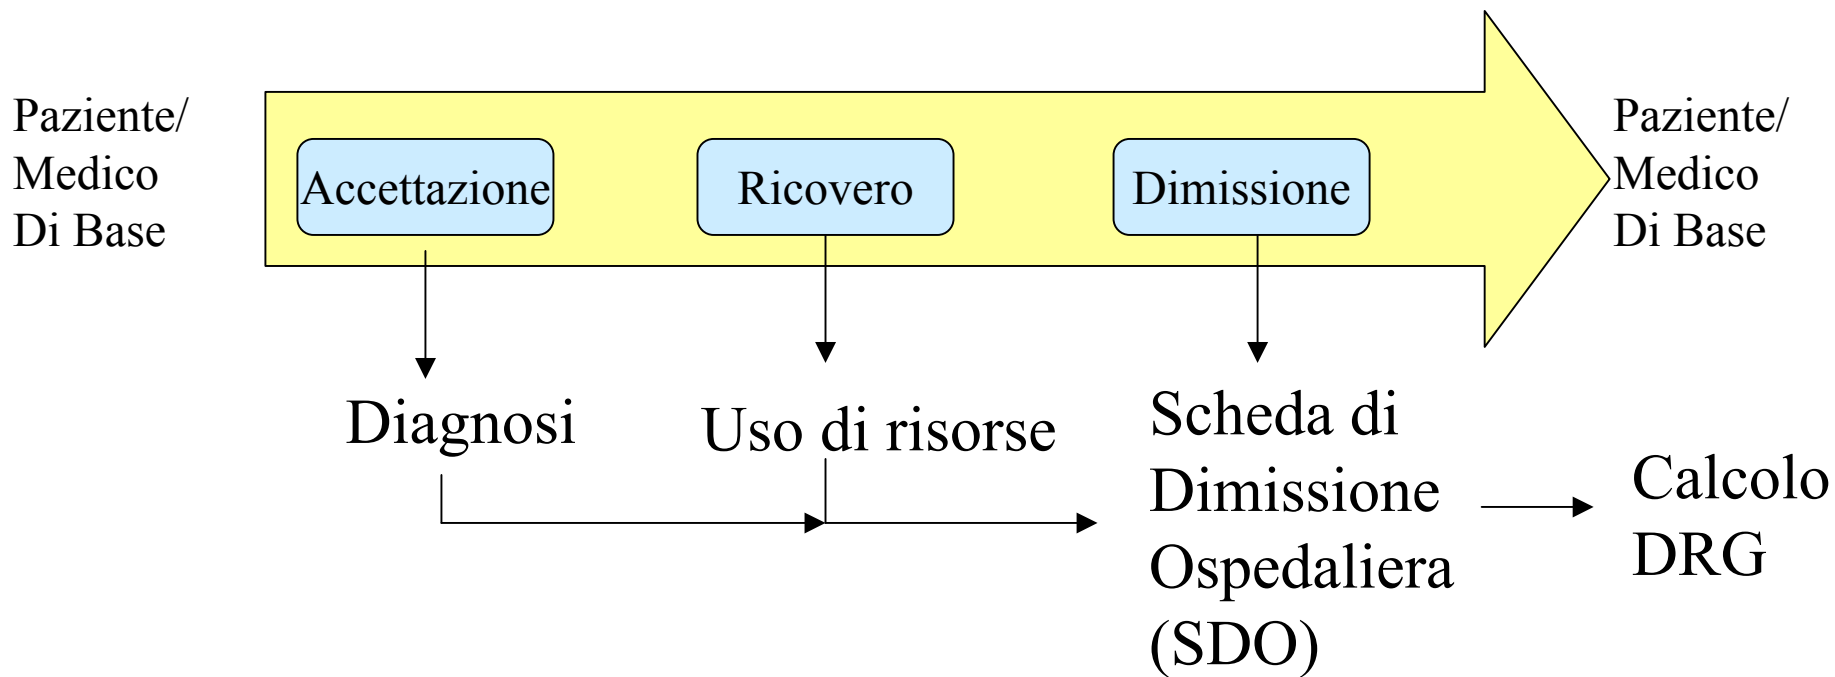 Paziente/
Medico
Di Base
Accettazione
Ricovero
Dimissione
Paziente/
Medico
Di Base
Diagnosi
Uso di risorse
Scheda di
Dimissione
Ospedaliera
(SDO)
Calcolo
DRG